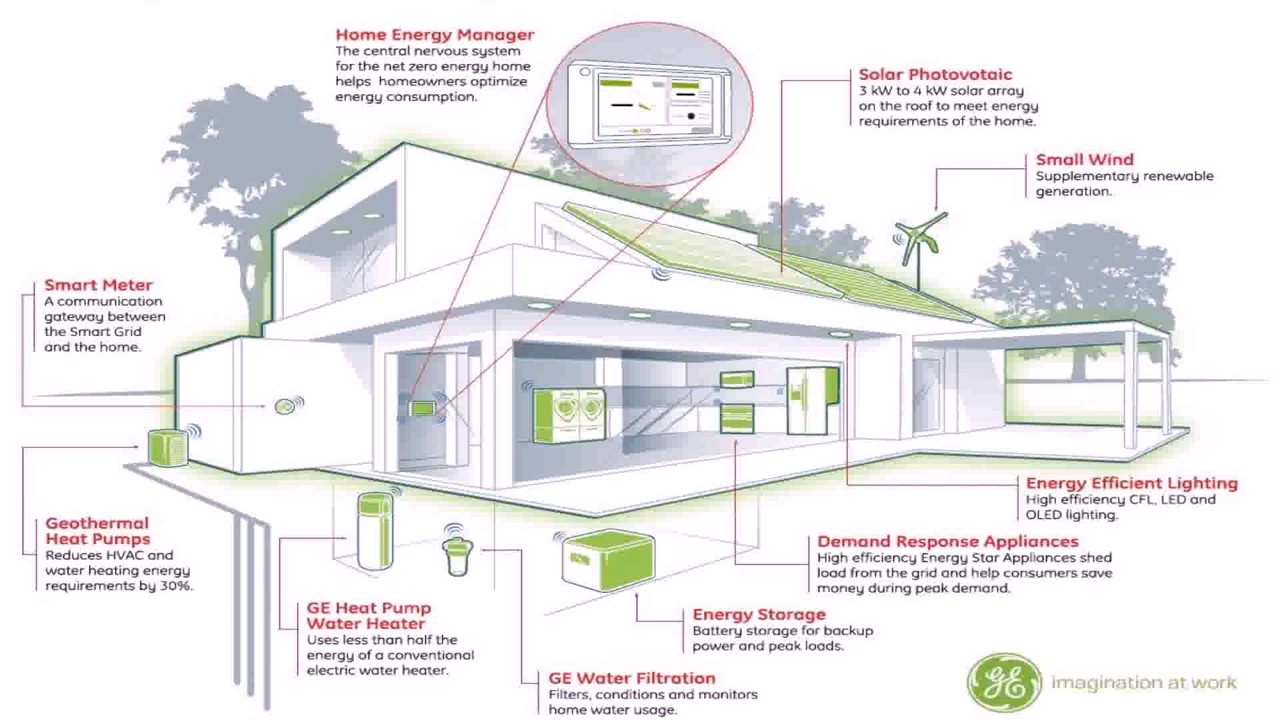 Home Energy Manager
The central nervous system
for the net zero energy home
helps homeowners optimize
energy consumption.
Solar Photovotaic
3 kW to 4 kW solar array
on the roof to meet energy
requirements of the home.
Small Wind
Supplementary renewable
generation.
Smart Meter
A communication
gateway between
the Smart Grid
and the home.
Geothermal
Heat Pumps
Reduces HVAC and
water heating energy
requirements by 30%.
GE Heat Pump
Water Heater
Uses less than half the
energy of a conventional
electric water heater.
GE Water Filtration
Filters, conditions and monitors
home water usage.
Energy Storage
Battery storage for backup
power and peak loads.
Demand Response Appliances
High efficiency Energy Star Appliances shed
load from the grid and help consumers save
money during peak demand.
Energy Efficient Lighting
High efficiency CFL, LED and
OLED lighting.
GE
imagination at work